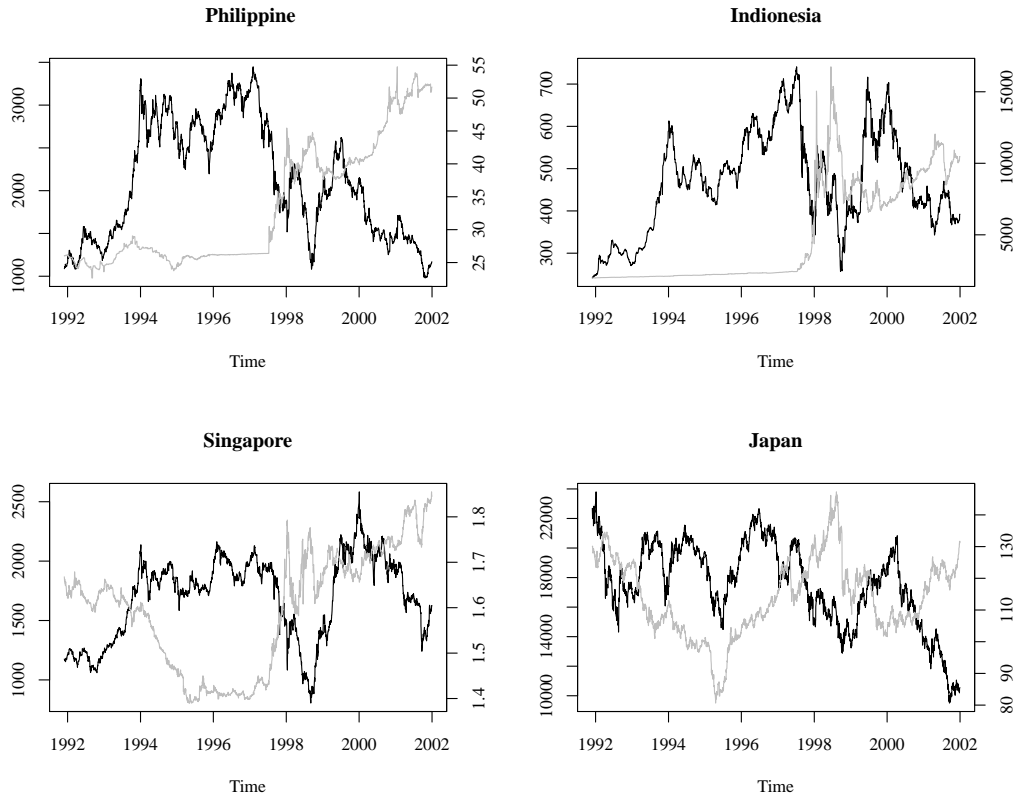 Philippine
1000 2000 3000
25 30 35 40 45 50 55
1992 1994 1996 1998 2000 2002
Time
Indionesia
300 400 500 600 700
5000 10000 15000
1992 1994 1996 1998 2000 2002
Time
Singapore
1000 1500 2000 2500
1.4 1.5 1.6 1.7 1.8
1992 1994 1996 1998 2000 2002
Time
Japan
10000 14000 18000 22000
80 90 110 130
1992 1994 1996 1998 2000 2002
Time